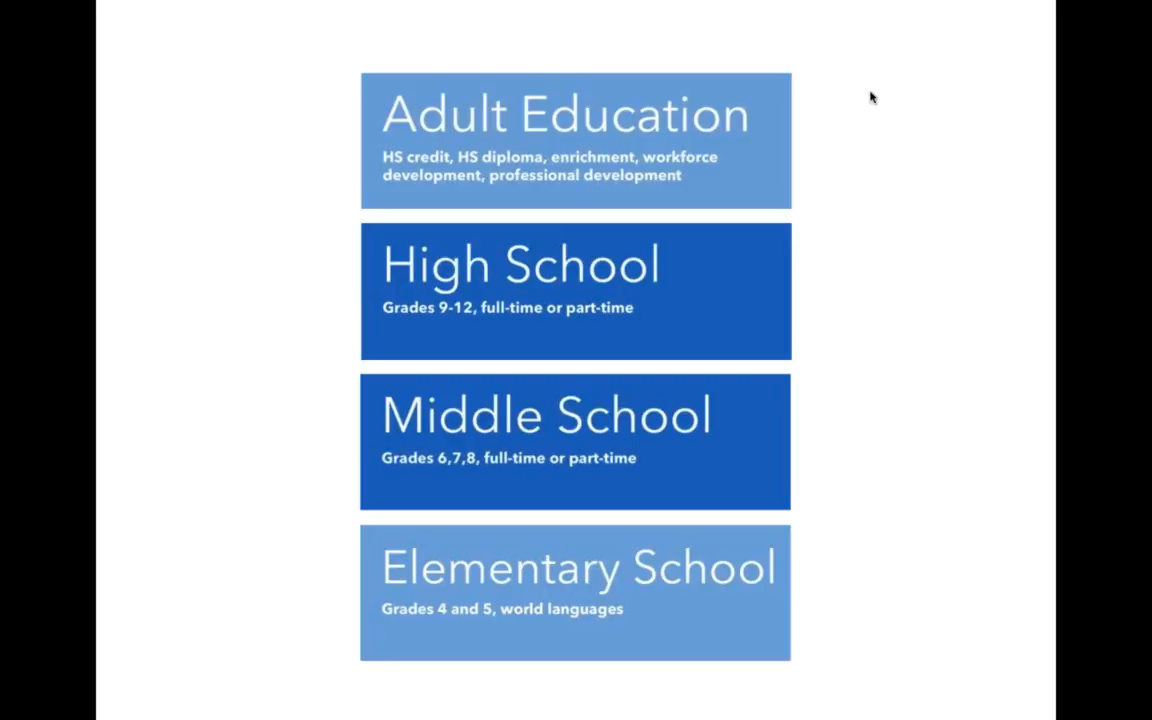 Adult Education
HS credit, HS diploma, enrichment, workforce
development, professional development
High School
Grades 9-12, full-time or part-time
Middle School
Grades 6,7,8, full-time or part-time
Elementary School
Grades 4 and 5, world languages